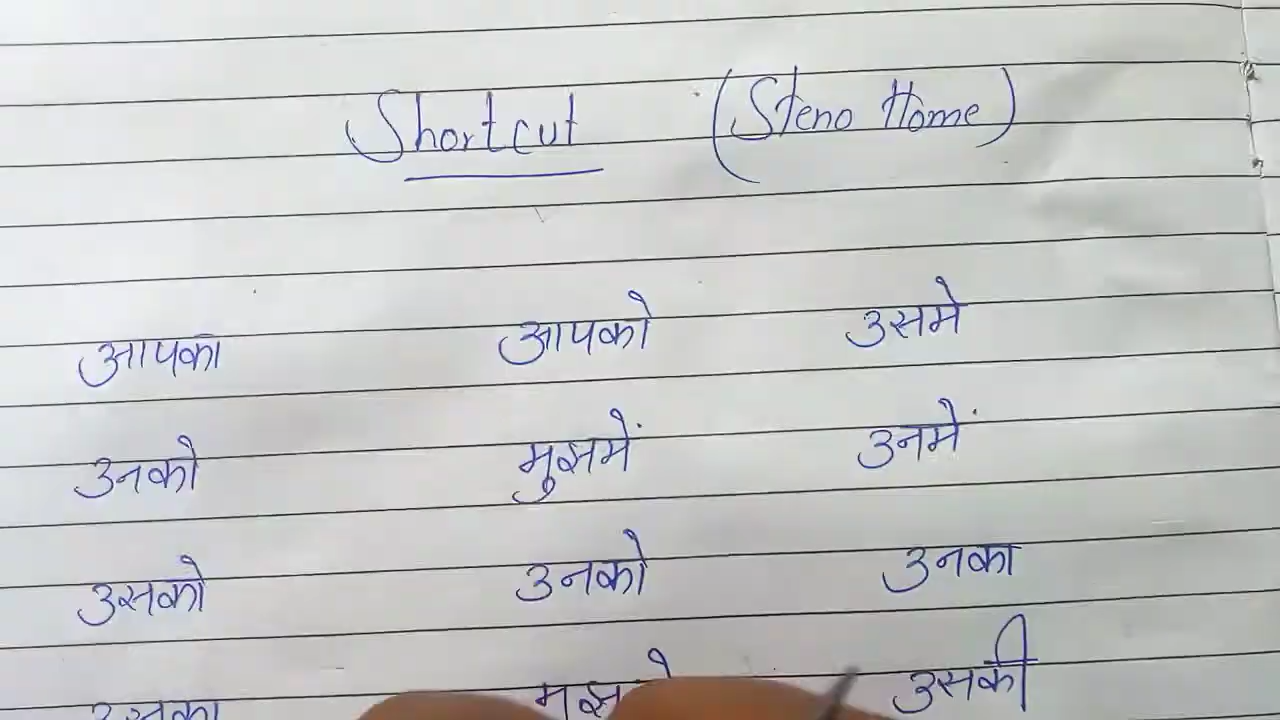 Shortcut (Steno Home)
आपका आपको उसमे
उनको मुझमें उनमें
उसको उनको उनका
उसकी